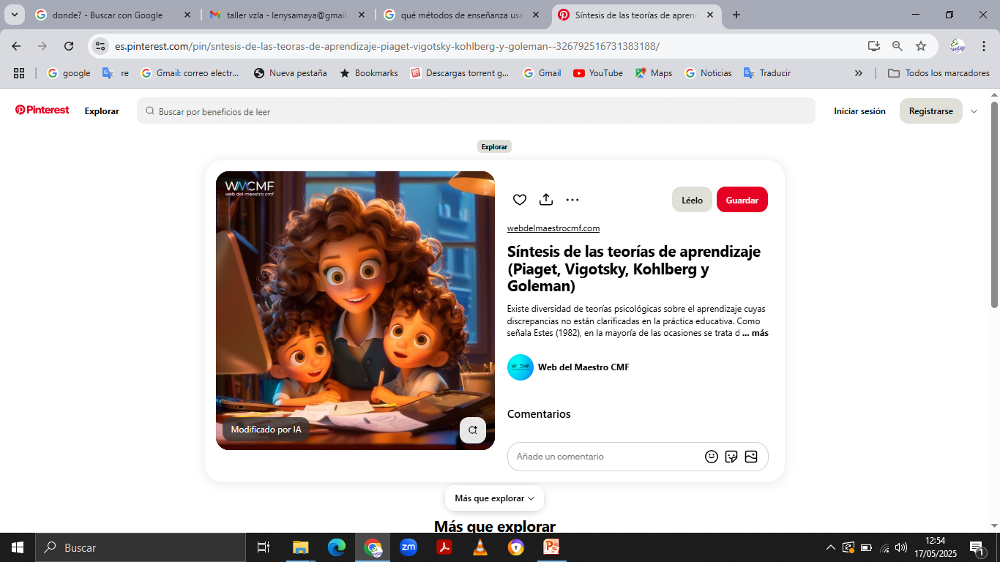 donde? - Buscar con Google
taller vzla - lenysamaya@gmail.
qué métodos de enseñanza usa
Síntesis de las teorías de apren
es.pinterest.com/pin/sntesis-de-las-teoras-de-aprendizaje-piaget-vigotsky-kohlberg-y-goleman--326792516731383188/
google
re
Gmail: correo electr...
Nueva pestaña
Bookmarks
Descargas torrent g...
Gmail
YouTube
Maps
Noticias
Traducir
Todos los marcadores
Pinterest
Explorar
Buscar por beneficios de leer
Iniciar sesión
Registrarse
Explorar
WMCMF
web del maestro cmf
Modificado por IA
Léelo
Guardar
webdelmaestrocmf.com
Síntesis de las teorías de aprendizaje
(Piaget, Vigotsky, Kohlberg y
Goleman)
Existe diversidad de teorías psicológicas sobre el aprendizaje cuyas
discrepancias no están clarificadas en la práctica educativa. Como
señala Estes (1982), en la mayoría de las ocasiones se trata d ... más
Web del Maestro CMF
Comentarios
Añade un comentario
Más que explorar
Más que explorar
Buscar
zm
12:54
17/05/2025
1